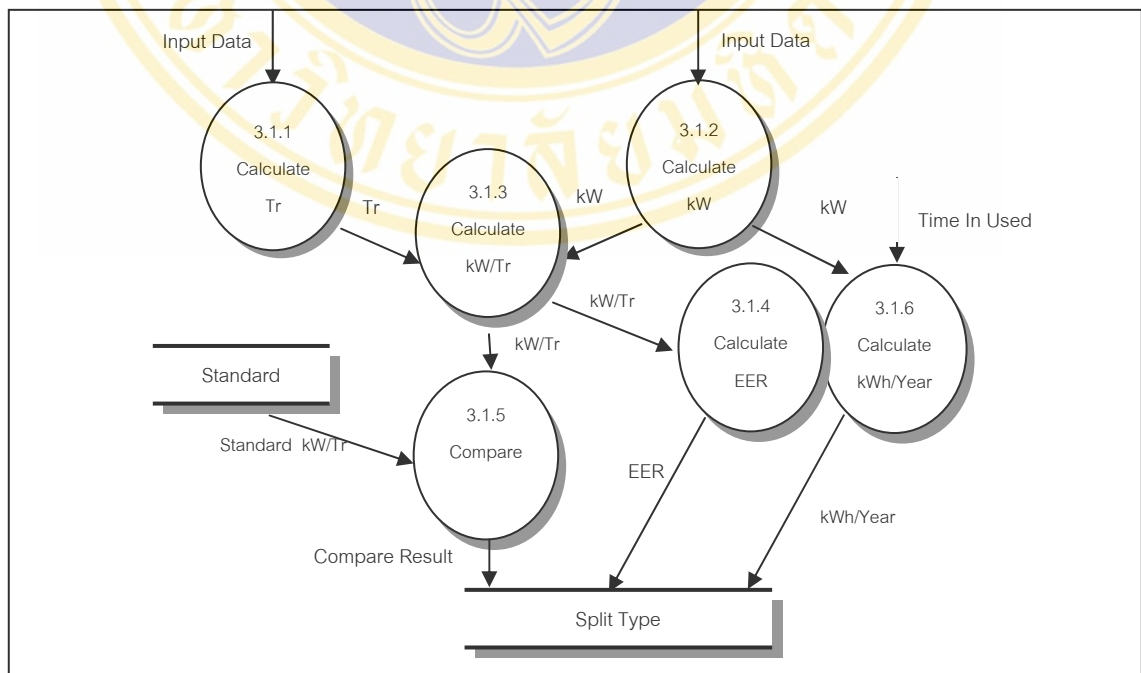 Input Data
Input Data
3.1.1
Calculate
Tr
3.1.2
Calculate
kW
3.1.3
Calculate
kW/Tr
Tr
kW
kW
Time In Used
kW/Tr
kW/Tr
3.1.4
Calculate
EER
3.1.6
Calculate
kWh/Year
Standard
Standard kW/Tr
3.1.5
Compare
EER
kWh/Year
Compare Result
Split Type